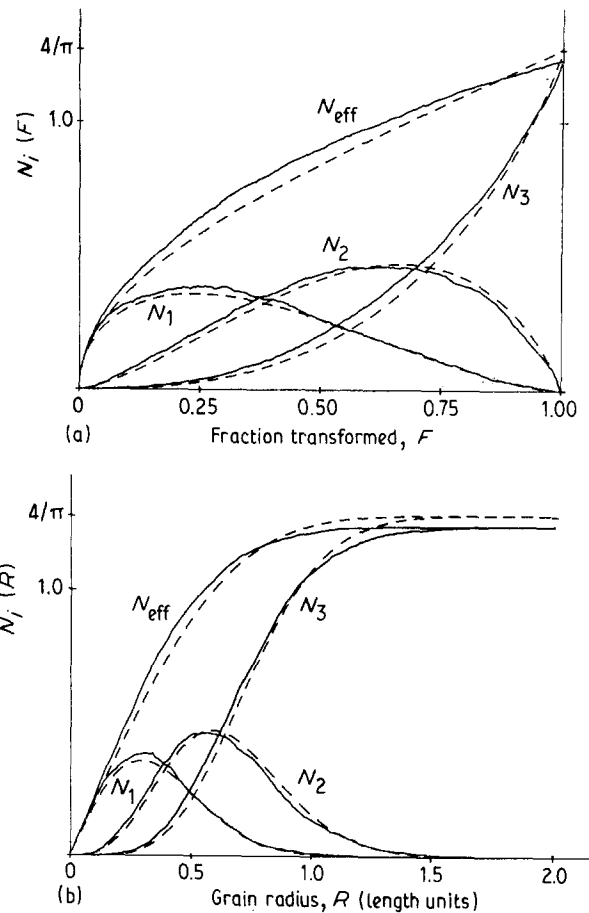 4/π
1.0
N_i (F)
N_eff
N_3
N_2
N_1
0 0.25 0.50 0.75 1.00
(a) Fraction transformed, F
4/π
1.0
N_i (R)
N_eff
N_3
N_1
N_2
0 0.5 1.0 1.5 2.0
(b) Grain radius, R (length units)